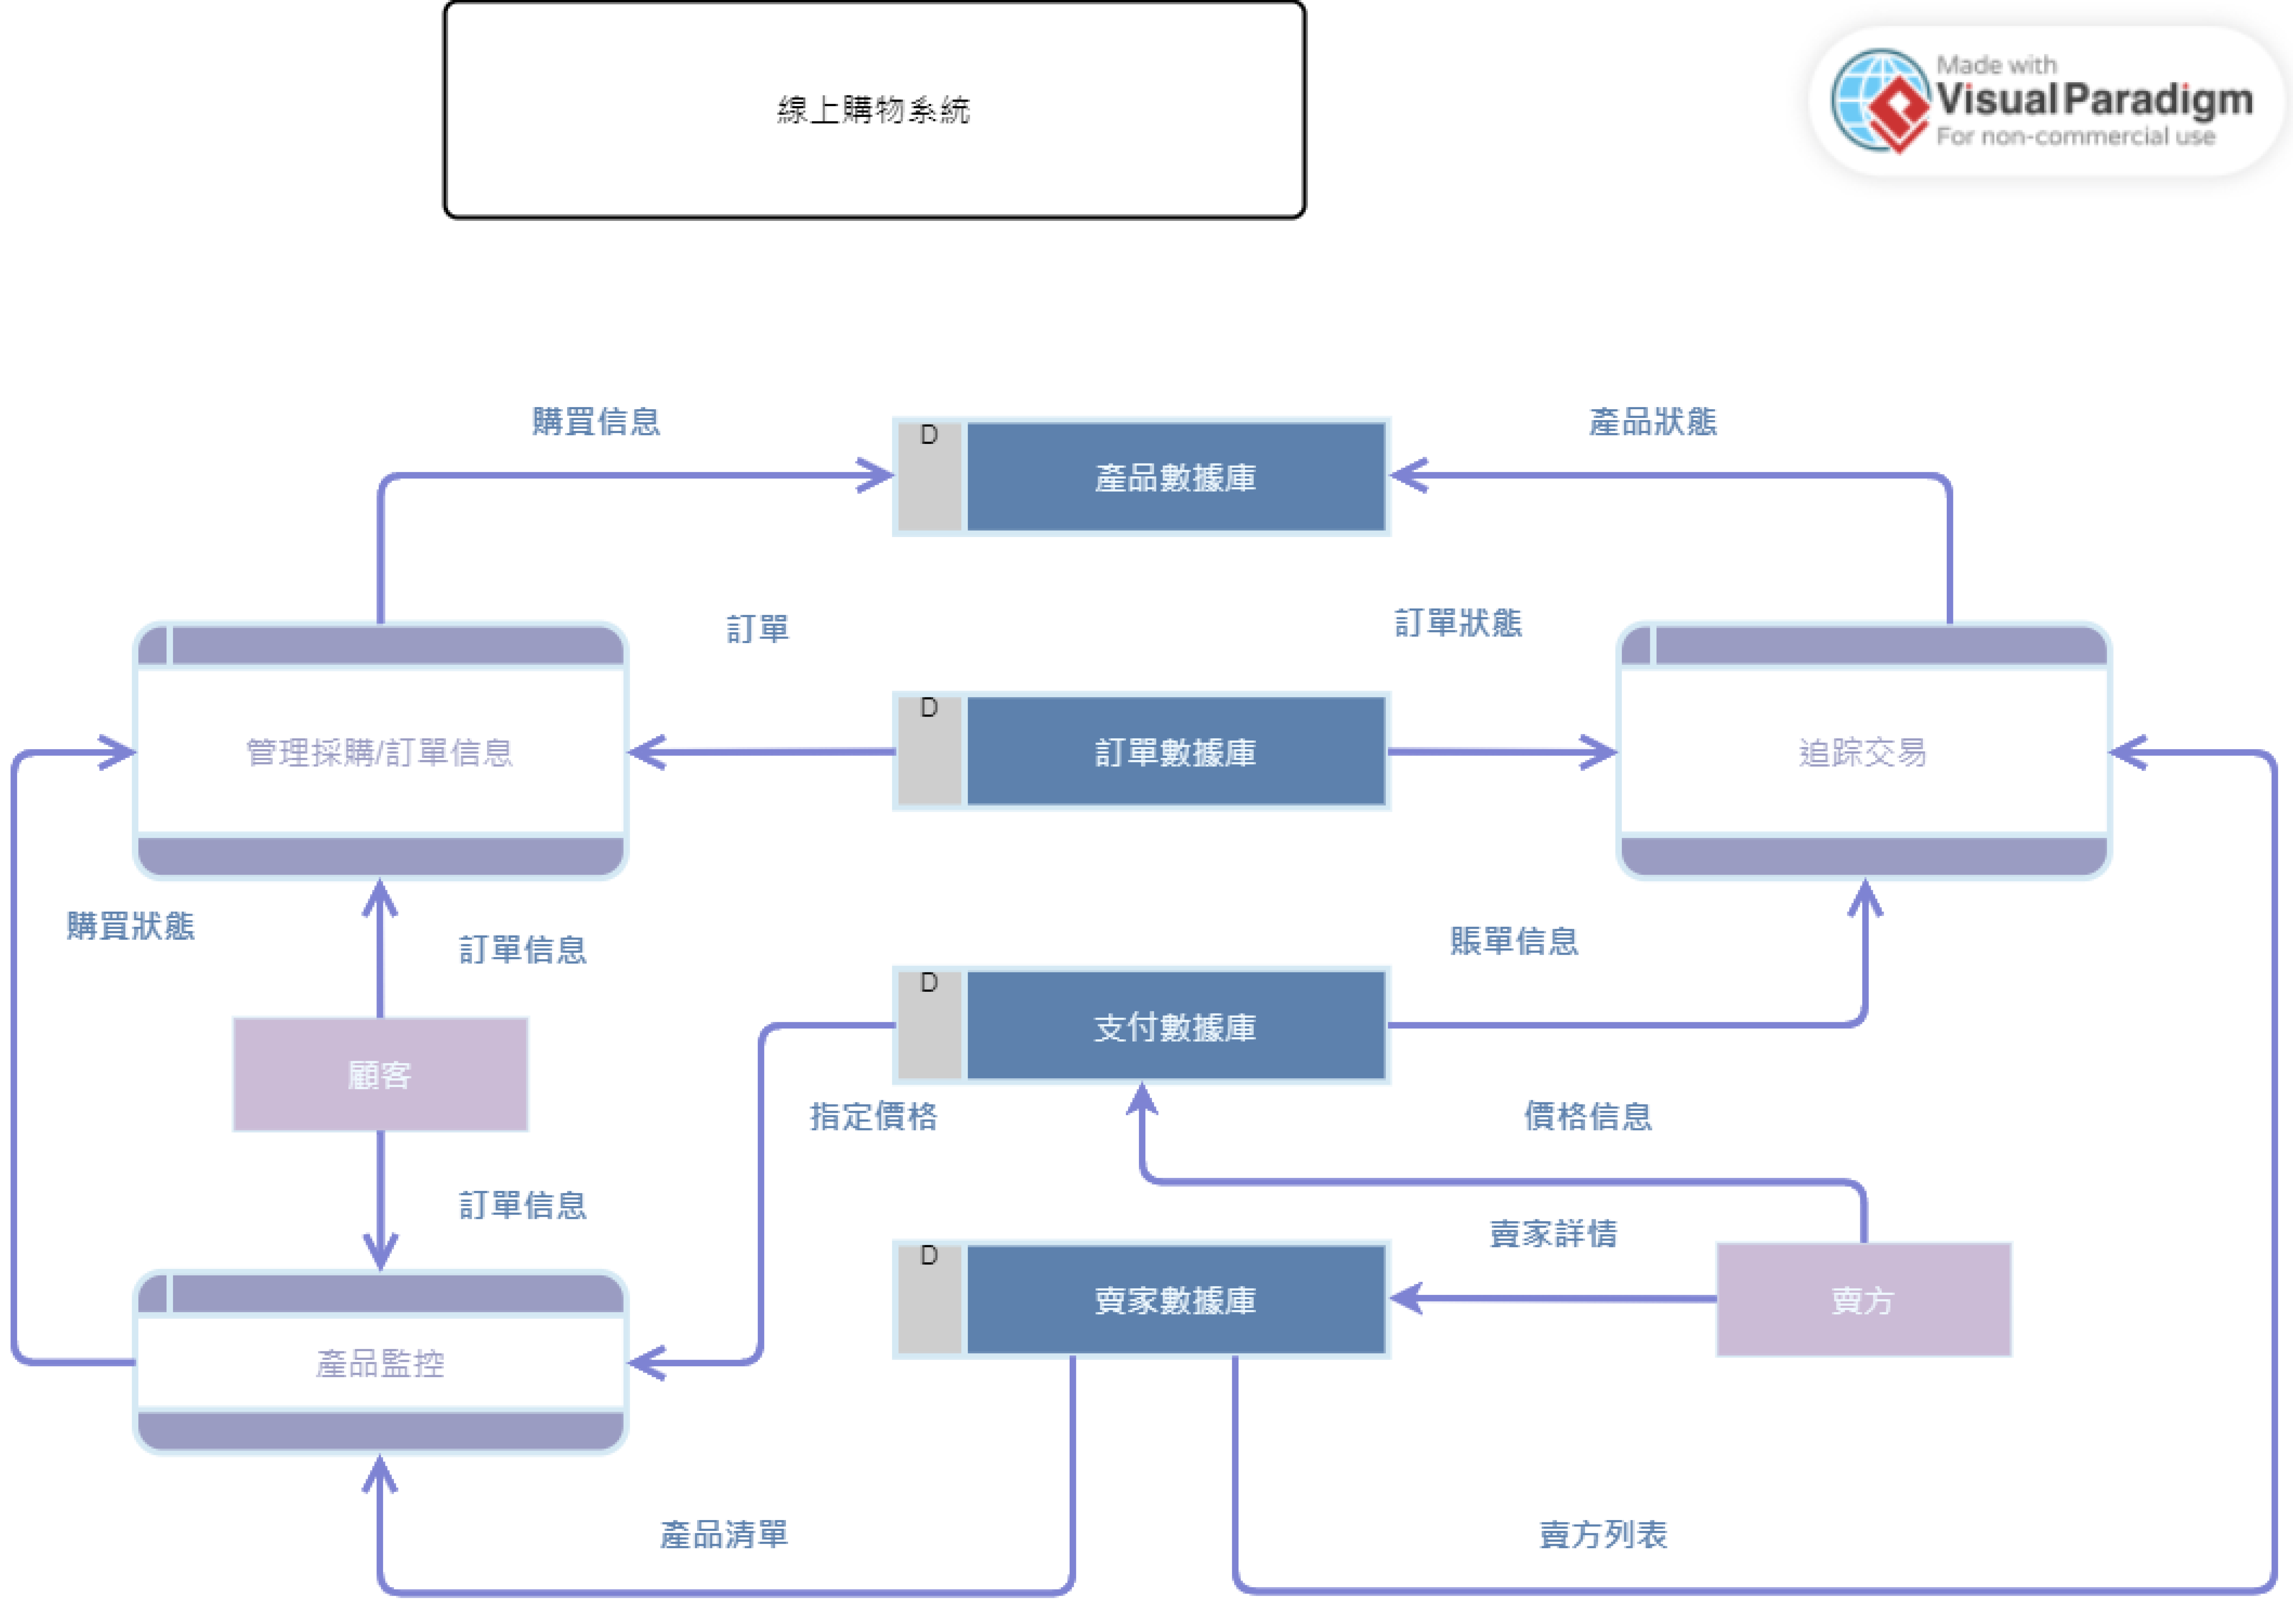 線上購物系統
Made with
Visual Paradigm
For non-commercial use
購買信息
D
產品數據庫
產品狀態
訂單
訂單狀態
管理採購/訂單信息
D
訂單數據庫
追踪交易
購買狀態
訂單信息
賬單信息
D
支付數據庫
顧客
指定價格
價格信息
訂單信息
賣家詳情
D
賣家數據庫
賣方
產品監控
產品清單
賣方列表